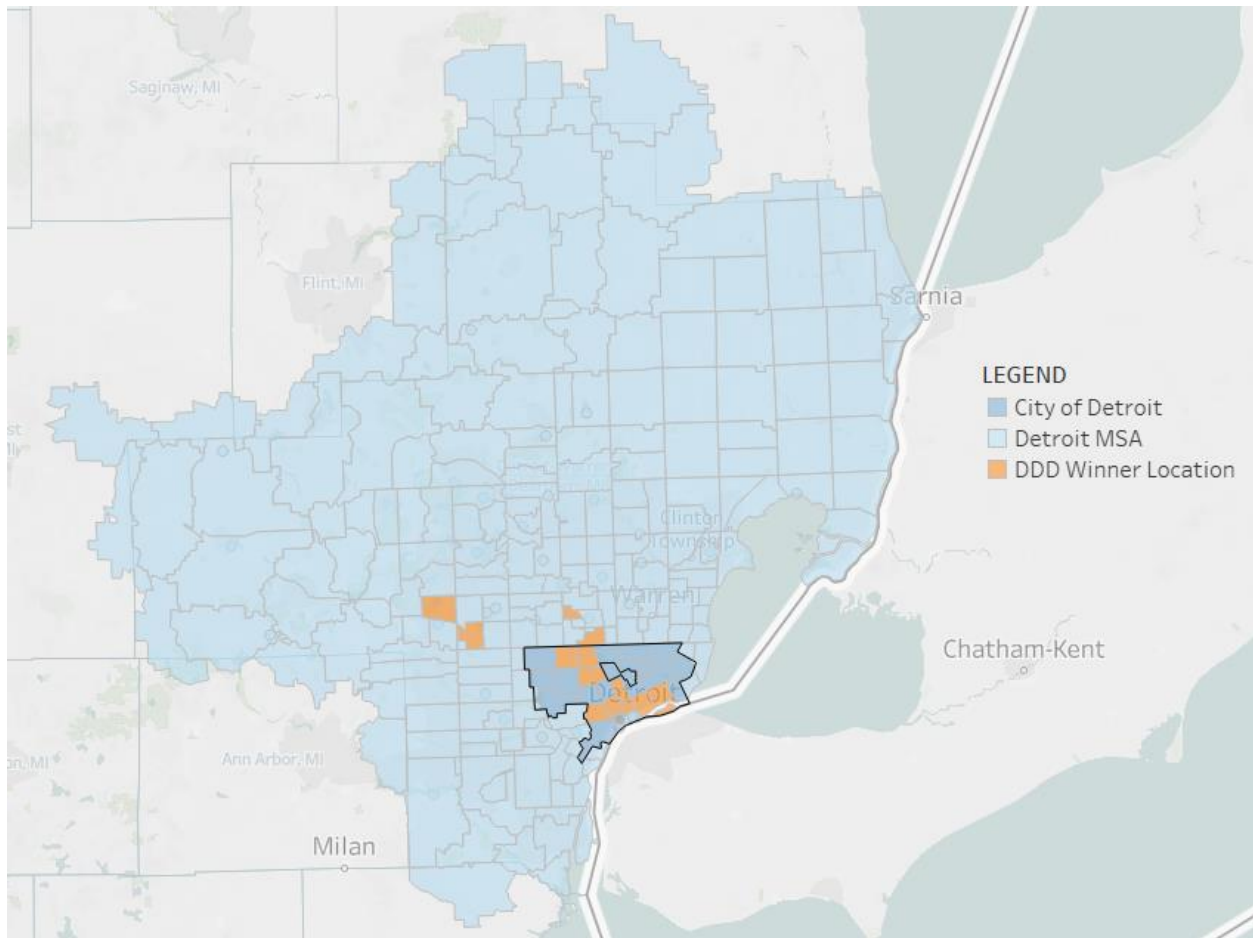 Saginaw, MI
Flint, MI
Sarnia
LEGEND
City of Detroit
Detroit MSA
DDD Winner Location
Clinton
Township
Warren
Chatham-Kent
Detroit
Ann Arbor, MI
Milan